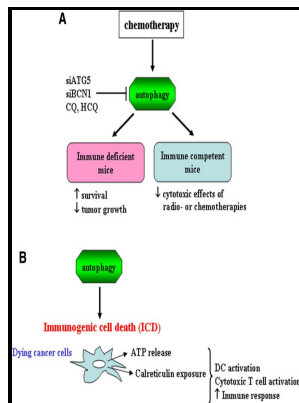 A
chemotherapy
siATG5
siBCN1
CQ, HCQ
autophagy
Immune deficient
mice
Immune competent
mice
↑ survival
↓ tumor growth
↓ cytotoxic effects of
radio- or chemotherapies
B
autophagy
Immunogenic cell death (ICD)
Dying cancer cells
ATP release
Calreticulin exposure
DC activation
Cytotoxic T cell activation
↑ Immune response